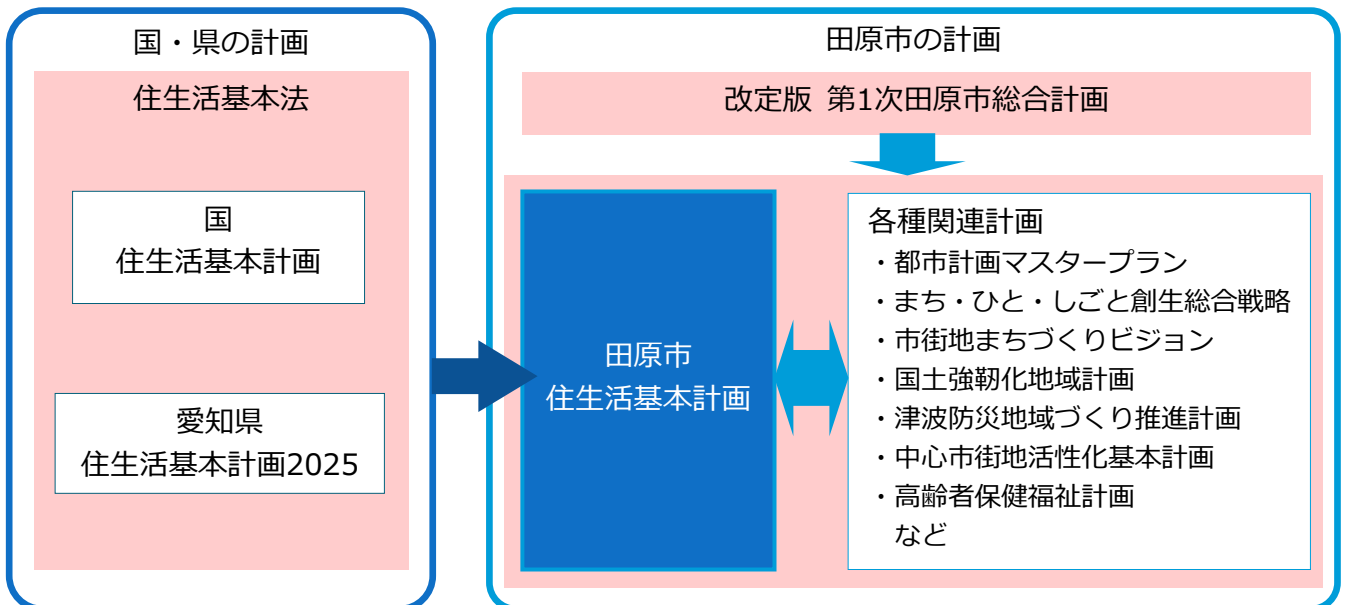 国・県の計画
住生活基本法
国
住生活基本計画
愛知県
住生活基本計画2025
田原市の計画
改定版 第1次田原市総合計画
田原市
住生活基本計画
各種関連計画
・都市計画マスタープラン
・まち・ひと・しごと創生総合戦略
・市街地まちづくりビジョン
・国土強靭化地域計画
・津波防災地域づくり推進計画
・中心市街地活性化基本計画
・高齢者保健福祉計画
など